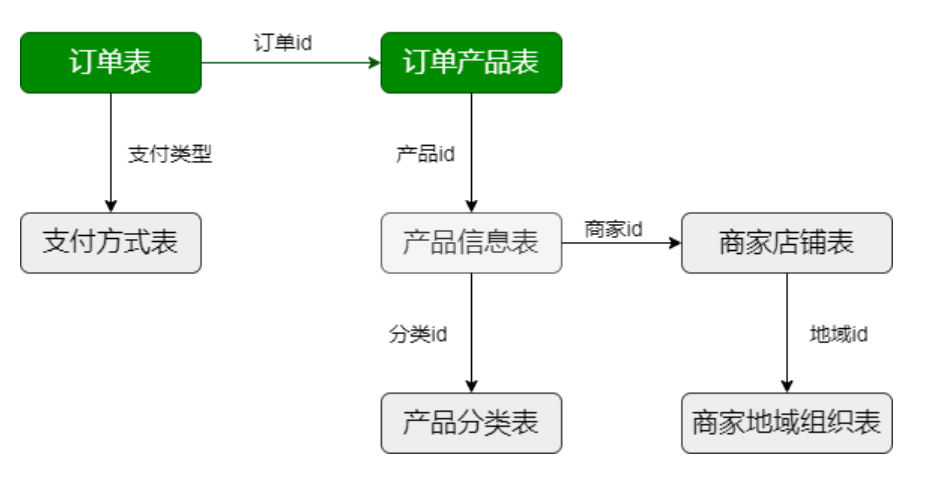 订单id
订单表
订单产品表
支付类型
产品id
支付方式表
产品信息表
商家id
商家店铺表
分类id
地域id
产品分类表
商家地域组织表